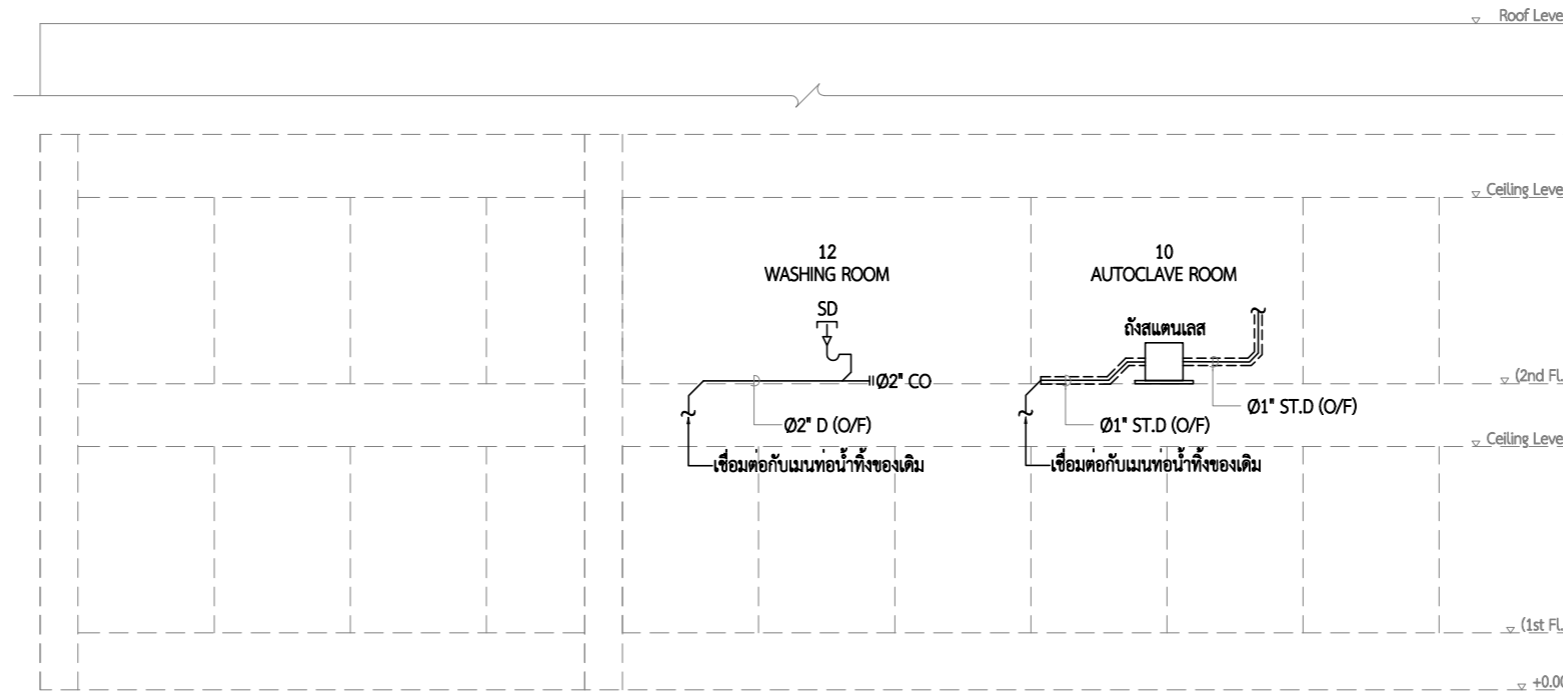 Roof Leve
Ceiling Leve
12
WASHING ROOM
10
AUTOCLAVE ROOM
SD
ถังสแตนเลส
Ø2" CO
(2nd FL
Ø2" D (O/F)
Ø1" ST.D (O/F)
Ø1" ST.D (O/F)
Ceiling Leve
เชื่อมต่อกับเมนท่อน้ำทิ้งของเดิม
เชื่อมต่อกับเมนท่อน้ำทิ้งของเดิม
(1st FL
+0.00